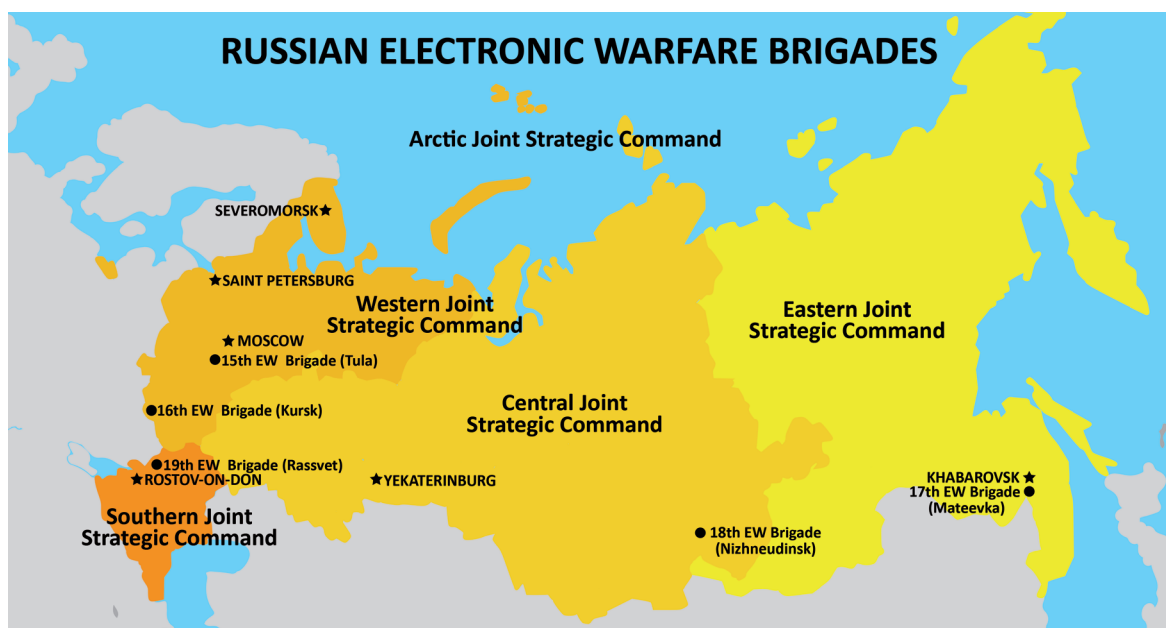 RUSSIAN ELECTRONIC WARFARE BRIGADES
Arctic Joint Strategic Command
SEVEROMORSK
SAINT PETERSBURG
Western Joint
Strategic Command
Eastern Joint
Strategic Command
MOSCOW
15th EW Brigade (Tula)
Central Joint
Strategic Command
16th EW Brigade (Kursk)
19th EW Brigade (Rassvet)
ROSTOV-ON-DON
YEKATERINBURG
KHABAROVSK
17th EW Brigade
(Mateevka)
Southern Joint
Strategic Command
18th EW Brigade
(Nizhneudinsk)